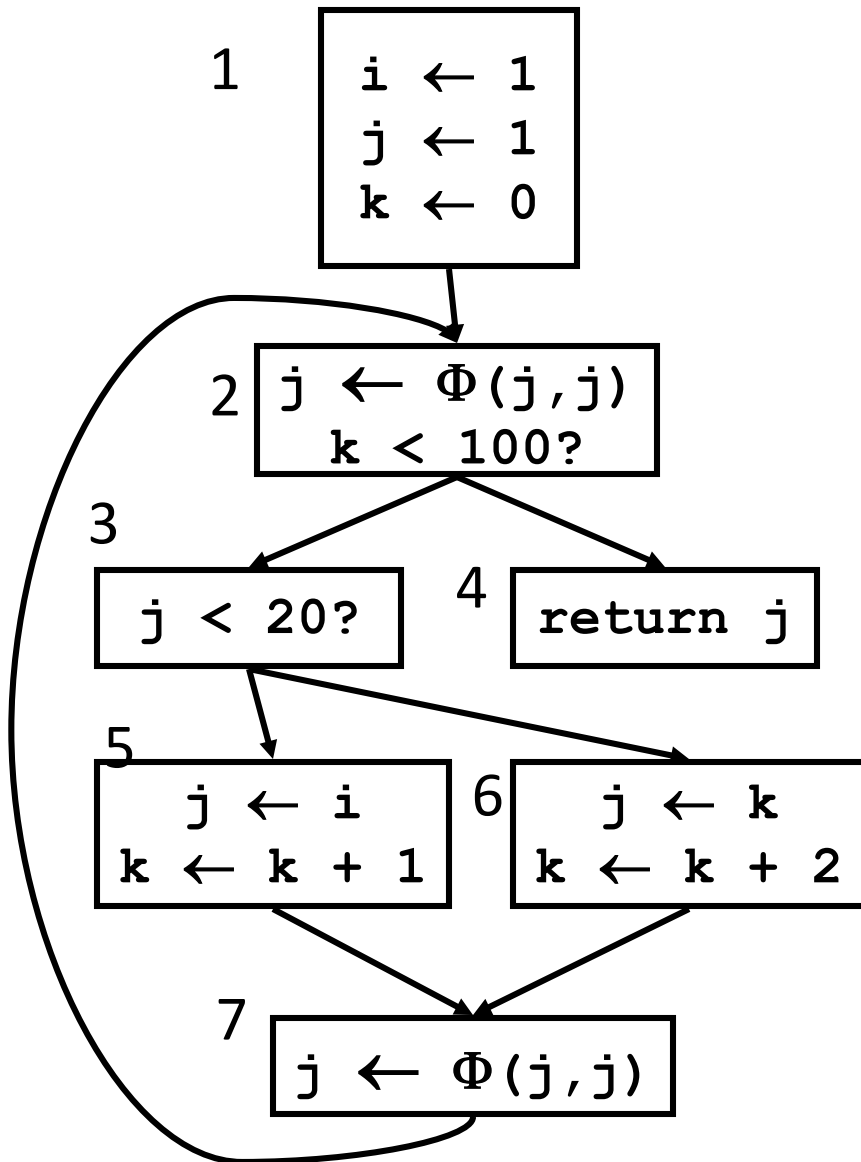 1
i ← 1
j ← 1
k ← 0
2
j ← Φ(j,j)
k < 100?
3
j < 20?
4
return j
5
j ← i
k ← k + 1
6
j ← k
k ← k + 2
7
j ← Φ(j,j)